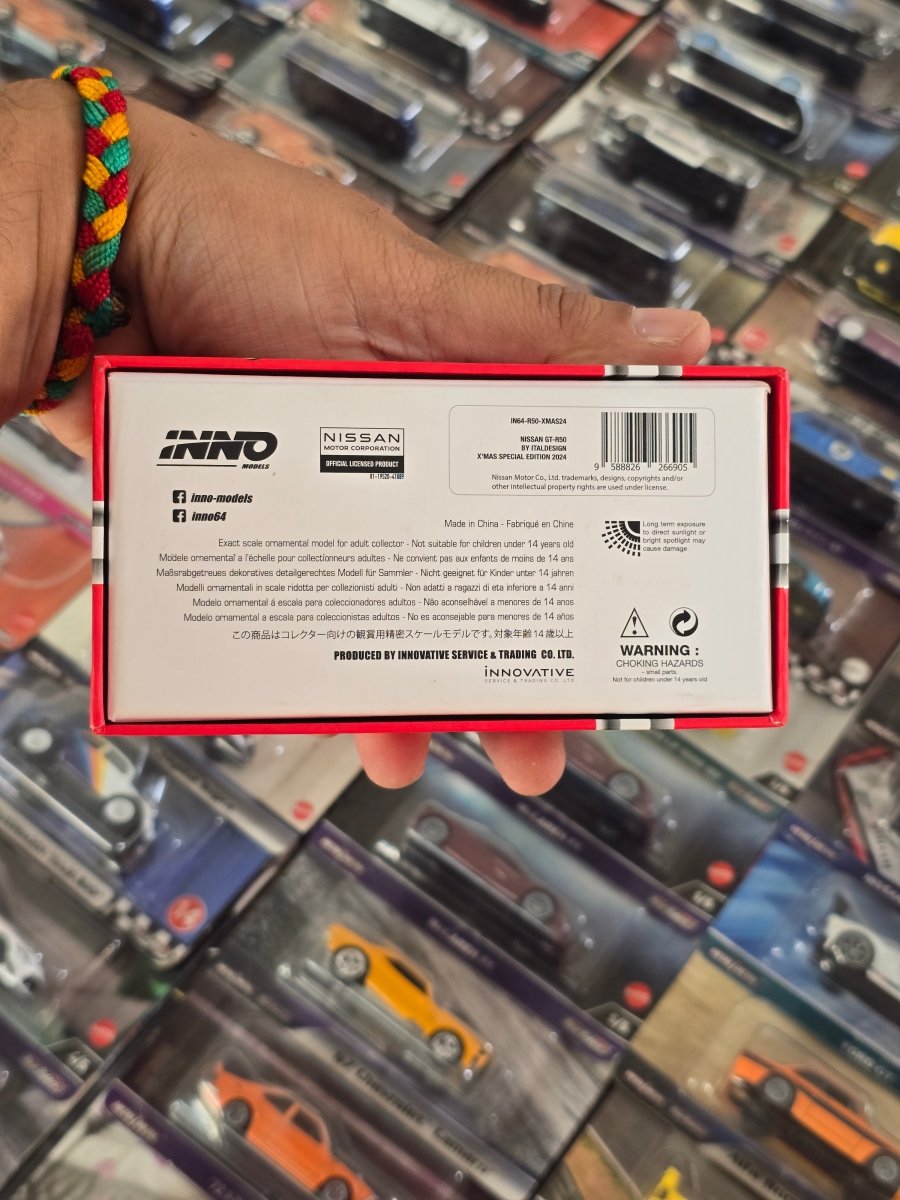 INNO
MODELS
NISSAN
MOTOR CORPORATION
OFFICIAL LICENSED PRODUCT
inno-models
inno64
IN64-R50-XMAS24
NISSAN GT-R50
BY ITALDESIGN
X'MAS SPECIAL EDITION 2024
9 588826 266905
Nissan Motor Co., Ltd. trademarks, designs, copyrights and/or
other intellectual property rights are used under license.
Made in China - Fabriqué en Chine
Exact scale ornamental model for adult collector - Not suitable for children under 14 years old
Modele ornemental a l'échelle pour collectionneurs adultes - Ne convient pas aux enfants de moins de 14 ans
Maßsrabgetreues dekoratives detailgerechtes Modell für Sammler - Nicht geeignet für Kinder unter 14 jahren
Modelli ornamentali in scale ridotta per collezionisti adulti - Non adatti a ragazzi di eta inferiore a 14 anni
Modelo ornamental á escala para coleccionadores adultos - Não aconselhável a menores de 14 anos
Modelo ornamental a escala para coleccionistas adultos - No es aconsejable para menores de 14 años
この商品はコレクター向けの観賞用精密スケールモデルです。対象年齢14歳以上
PRODUCED BY INNOVATIVE SERVICE & TRADING CO. LTD.
INNOVATIVE
SERVICE & TRADING CO. LTD
Long term exposure
to direct sunlight or
bright spotlight may
cause damage
WARNING :
CHOKING HAZARDS
- small parts.
Not for children under 14 years old
14